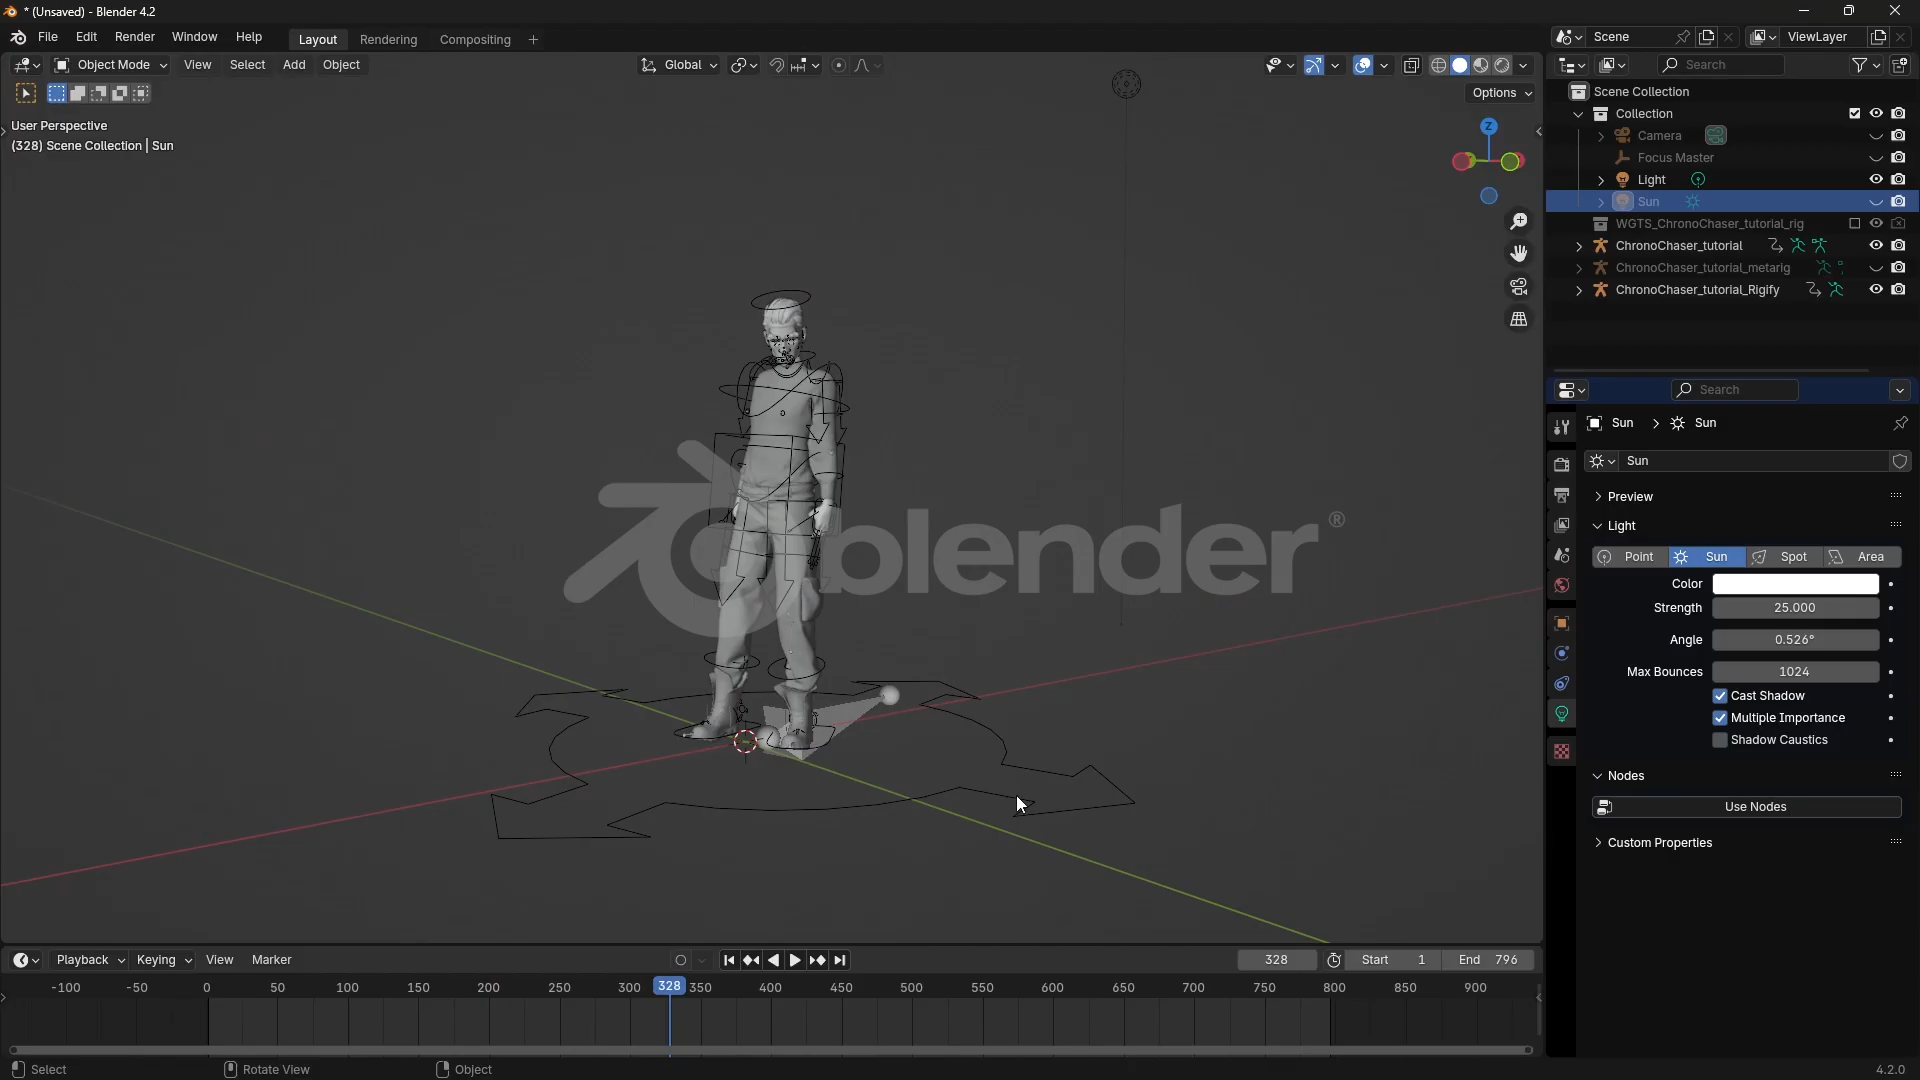 * (Unsaved) - Blender 4.2
File Edit Render Window Help Layout Rendering Compositing +
Scene ViewLayer
Object Mode View Select Add Object Global
Search
Options
User Perspective
(328) Scene Collection | Sun
Z
blender®
Scene Collection
Collection
Camera
Focus Master
Light
Sun
WGTS_ChronoChaser_tutorial_rig
ChronoChaser_tutorial
ChronoChaser_tutorial_metarig
ChronoChaser_tutorial_Rigify
Search
Sun > Sun
Sun
Preview
Light
Point Sun Spot Area
Color
Strength 25.000
Angle 0.526°
Max Bounces 1024
Cast Shadow
Multiple Importance
Shadow Caustics
Nodes
Use Nodes
Custom Properties
Playback Keying View Marker 328 Start 1 End 796
-100 -50 0 50 100 150 200 250 300 328 350 400 450 500 550 600 650 700 750 800 850 900
Select Rotate View Object 4.2.0